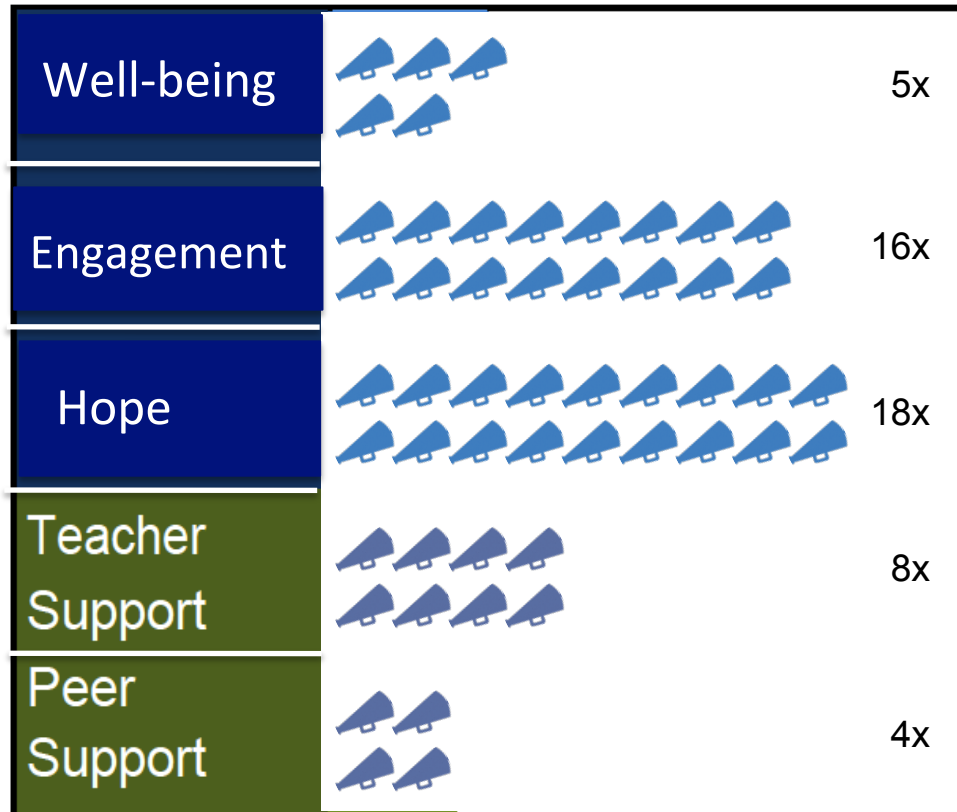 Well-being
5x
Engagement
16x
Hope
18x
Teacher
Support
8x
Peer
Support
4x